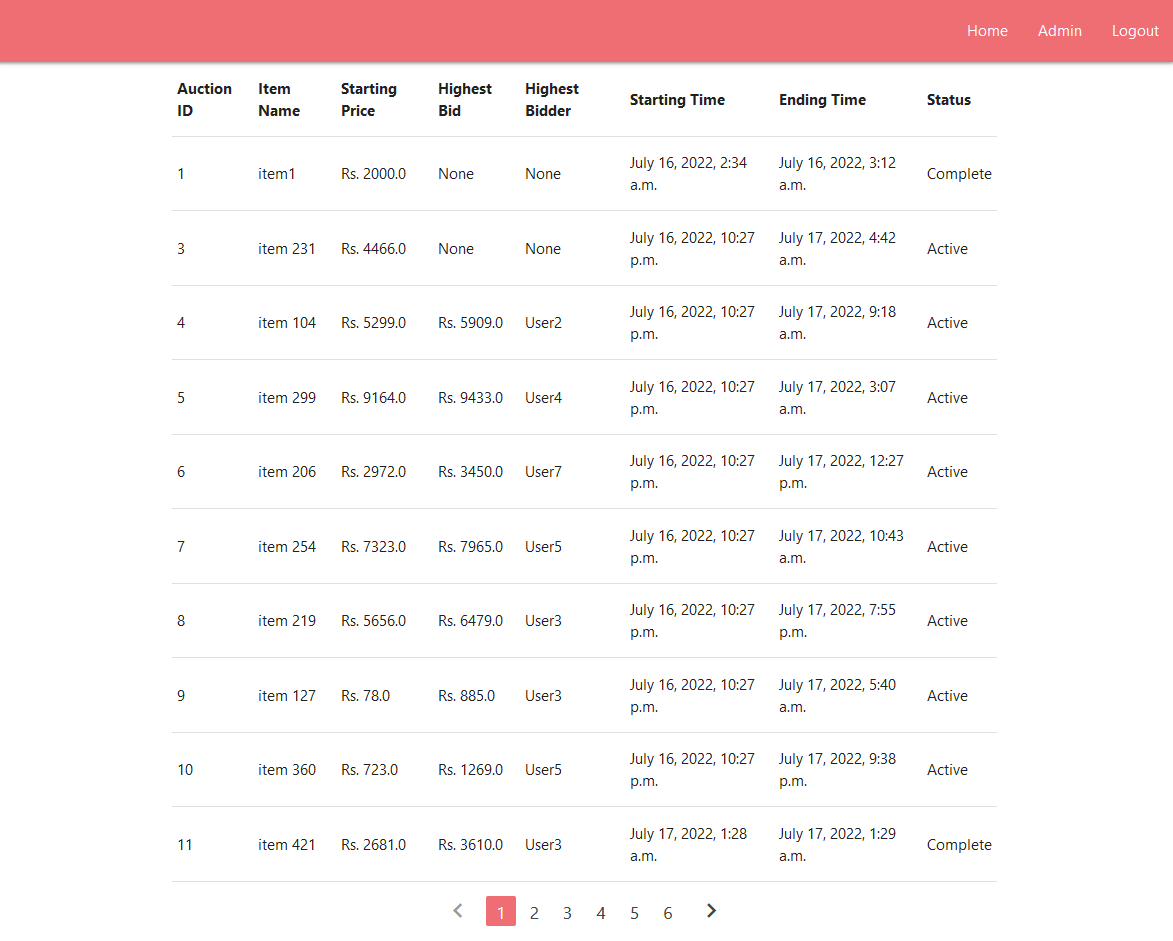 Home Admin Logout
Auction ID Item Name Starting Price Highest Bid Highest Bidder Starting Time Ending Time Status
1 item1 Rs. 2000.0 None None July 16, 2022, 2:34 a.m. July 16, 2022, 3:12 a.m. Complete
3 item 231 Rs. 4466.0 None None July 16, 2022, 10:27 p.m. July 17, 2022, 4:42 a.m. Active
4 item 104 Rs. 5299.0 Rs. 5909.0 User2 July 16, 2022, 10:27 p.m. July 17, 2022, 9:18 a.m. Active
5 item 299 Rs. 9164.0 Rs. 9433.0 User4 July 16, 2022, 10:27 p.m. July 17, 2022, 3:07 a.m. Active
6 item 206 Rs. 2972.0 Rs. 3450.0 User7 July 16, 2022, 10:27 p.m. July 17, 2022, 12:27 p.m. Active
7 item 254 Rs. 7323.0 Rs. 7965.0 User5 July 16, 2022, 10:27 p.m. July 17, 2022, 10:43 a.m. Active
8 item 219 Rs. 5656.0 Rs. 6479.0 User3 July 16, 2022, 10:27 p.m. July 17, 2022, 7:55 p.m. Active
9 item 127 Rs. 78.0 Rs. 885.0 User3 July 16, 2022, 10:27 p.m. July 17, 2022, 5:40 a.m. Active
10 item 360 Rs. 723.0 Rs. 1269.0 User5 July 16, 2022, 10:27 p.m. July 17, 2022, 9:38 p.m. Active
11 item 421 Rs. 2681.0 Rs. 3610.0 User3 July 17, 2022, 1:28 a.m. July 17, 2022, 1:29 a.m. Complete
1 2 3 4 5 6